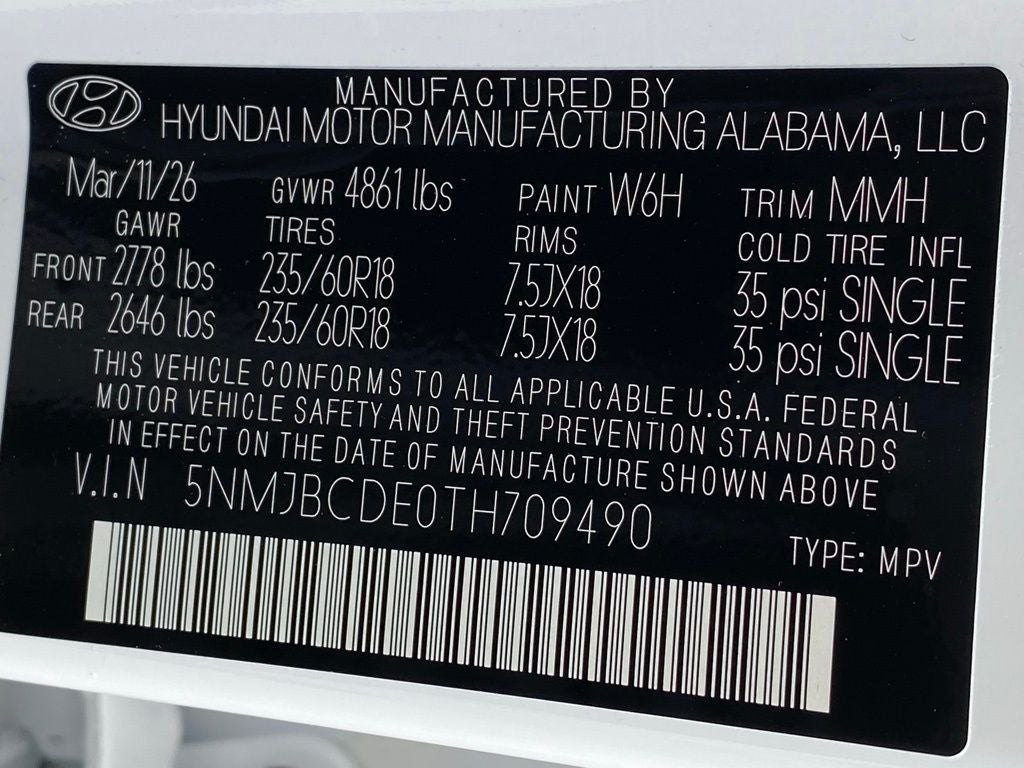 MANUFACTURED BY
HYUNDAI MOTOR MANUFACTURING ALABAMA, LLC
Mar/11/26 GVWR 4861 lbs PAINT W6H TRIM MMH
GAWR TIRES RIMS COLD TIRE INFL
FRONT 2778 lbs 235/60R18 7.5JX18 35 psi SINGLE
REAR 2646 lbs 235/60R18 7.5JX18 35 psi SINGLE
THIS VEHICLE CONFORMS TO ALL APPLICABLE U.S.A. FEDERAL
MOTOR VEHICLE SAFETY AND THEFT PREVENTION STANDARDS
IN EFFECT ON THE DATE OF MANUFACTURE SHOWN ABOVE
V.I.N 5NMJBCDE0TH709490
TYPE: MPV